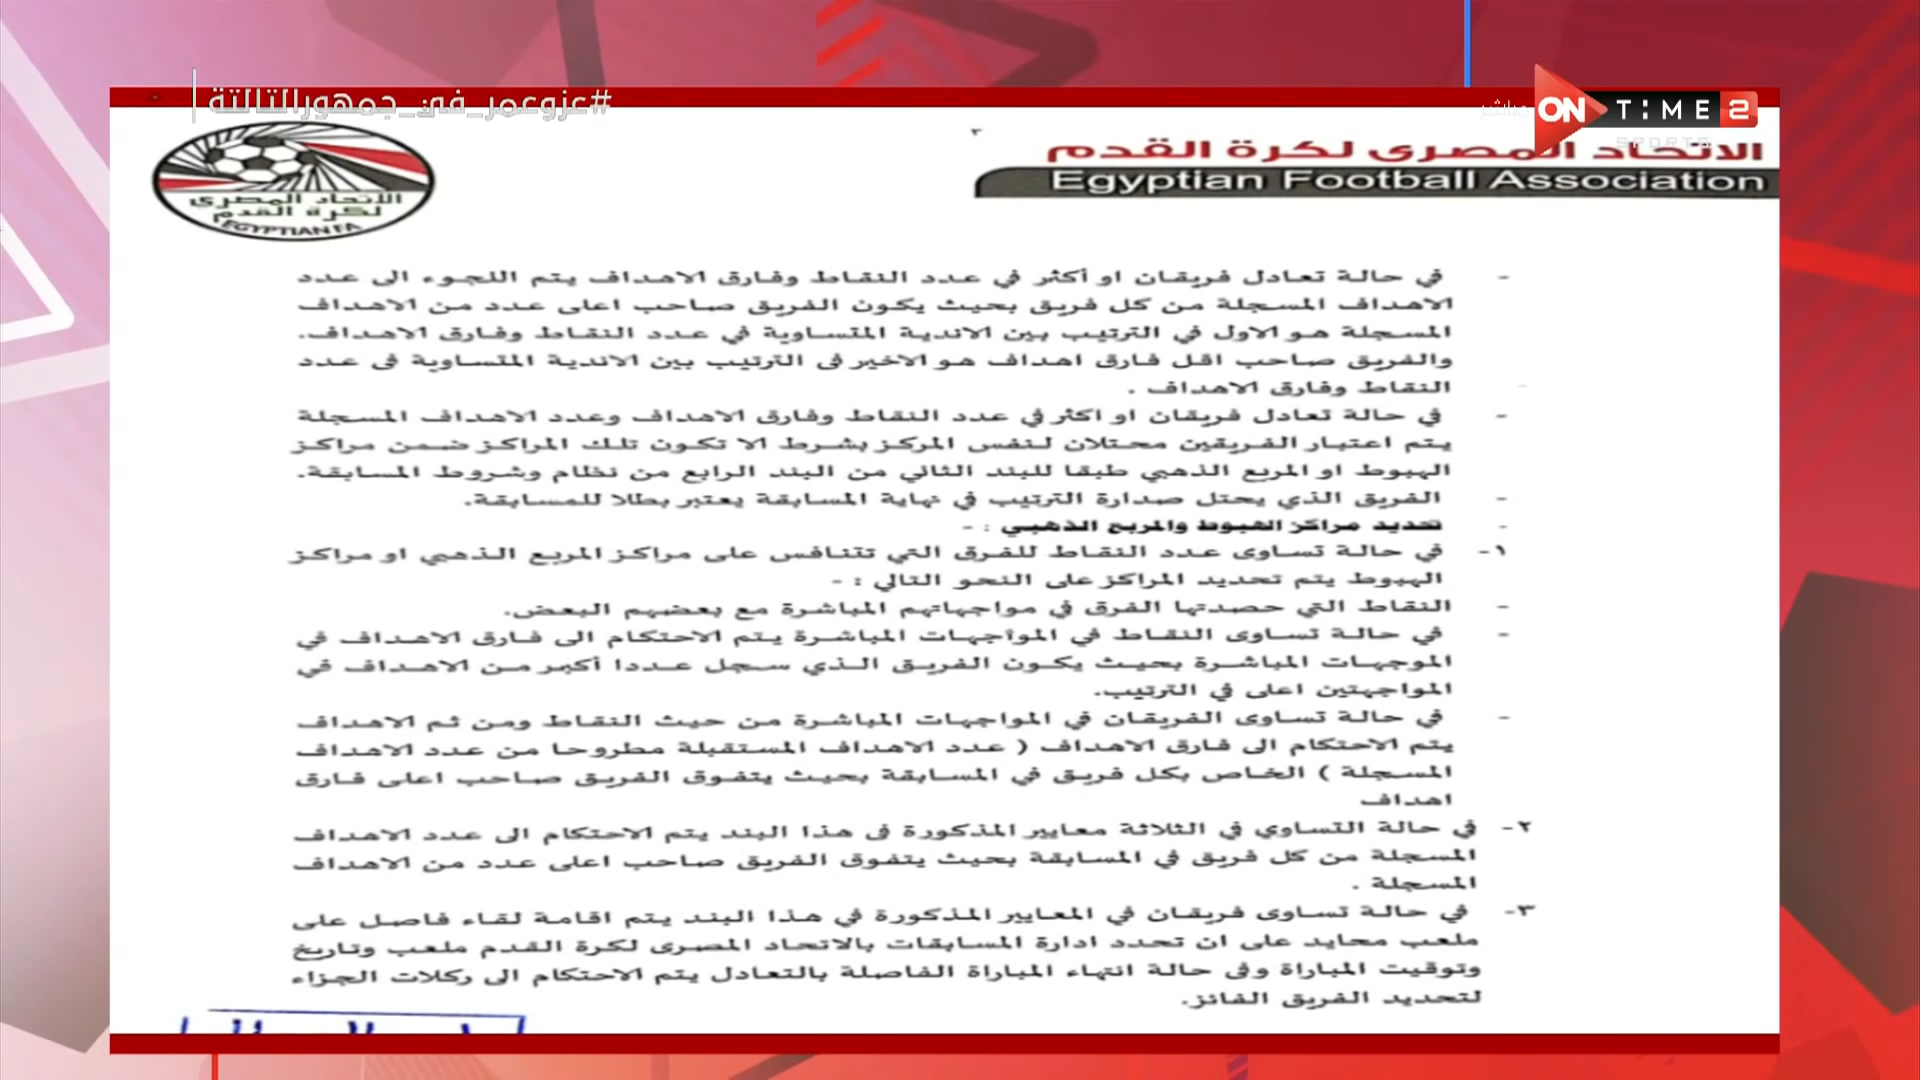 #عزوعمر_في_جمهورالتالتة
مباشر
ON TIME 2
SPORTS
٣
الاتحاد المصرى لكرة القدم
Egyptian Football Association
الاتحاد المصرى
لكرة القدم
EGYPTIAN FA
- في حالة تعادل فريقان او أكثر في عدد النقاط وفارق الاهداف يتم اللجوء الى عدد
الاهداف المسجلة من كل فريق بحيث يكون الفريق صاحب اعلى عدد من الاهداف
المسجلة هو الاول في الترتيب بين الاندية المتساوية في عدد النقاط وفارق الاهداف.
والفريق صاحب اقل فارق اهداف هو الاخير فى الترتيب بين الاندية المتساوية فى عدد
النقاط وفارق الاهداف .
- في حالة تعادل فريقان او اكثر في عدد النقاط وفارق الاهداف وعدد الاهداف المسجلة
يتم اعتبار الفريقين محتلان لنفس المركز بشرط الا تكون تلك المراكز ضمن مراكز
الهبوط او المربع الذهبي طبقا للبند الثاني من البند الرابع من نظام وشروط المسابقة.
- الفريق الذي يحتل صدارة الترتيب في نهاية المسابقة يعتبر بطلا للمسابقة.
- تحديد مراكز الهبوط والمربع الذهبي : -
١- في حالة تساوى عدد النقاط للفرق التي تتنافس على مراكز المربع الذهبي او مراكز
الهبوط يتم تحديد المراكز على النحو التالي : -
- النقاط التي حصدتها الفرق في مواجهاتهم المباشرة مع بعضهم البعض.
- في حالة تساوى النقاط في المواجهات المباشرة يتم الاحتكام الى فارق الاهداف في
الموجهات المباشرة بحيث يكون الفريق الذي سجل عددا أكبر من الاهداف في
المواجهتين اعلى في الترتيب.
- في حالة تساوى الفريقان في المواجهات المباشرة من حيث النقاط ومن ثم الاهداف
يتم الاحتكام الى فارق الاهداف ( عدد الاهداف المستقبلة مطروحا من عدد الاهداف
المسجلة ) الخاص بكل فريق في المسابقة بحيث يتفوق الفريق صاحب اعلى فارق
اهداف
٢- في حالة التساوي في الثلاثة معايير المذكورة فى هذا البند يتم الاحتكام الى عدد الاهداف
المسجلة من كل فريق في المسابقة بحيث يتفوق الفريق صاحب اعلى عدد من الاهداف
المسجلة .
٣- في حالة تساوى فريقان في المعايير المذكورة في هذا البند يتم اقامة لقاء فاصل على
ملعب محايد على ان تحدد ادارة المسابقات بالاتحاد المصرى لكرة القدم ملعب وتاريخ
وتوقيت المباراة وفى حالة انتهاء المباراة الفاصلة بالتعادل يتم الاحتكام الى ركلات الجزاء
لتحديد الفريق الفائز.